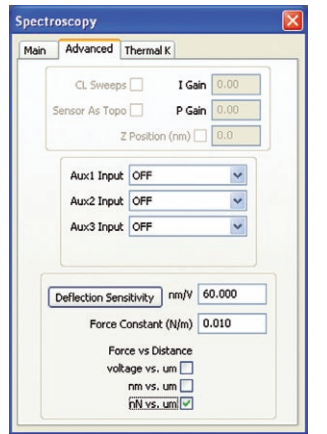 Spectroscopy
Main Advanced Thermal K
CL Sweeps I Gain 0.00
Sensor As Topo P Gain 0.00
Z Position (nm) 0.0
Aux1 Input OFF
Aux2 Input OFF
Aux3 Input OFF
Deflection Sensitivity nm/V 60.000
Force Constant (N/m) 0.010
Force vs Distance
voltage vs. um
nm vs. um
nN vs. um